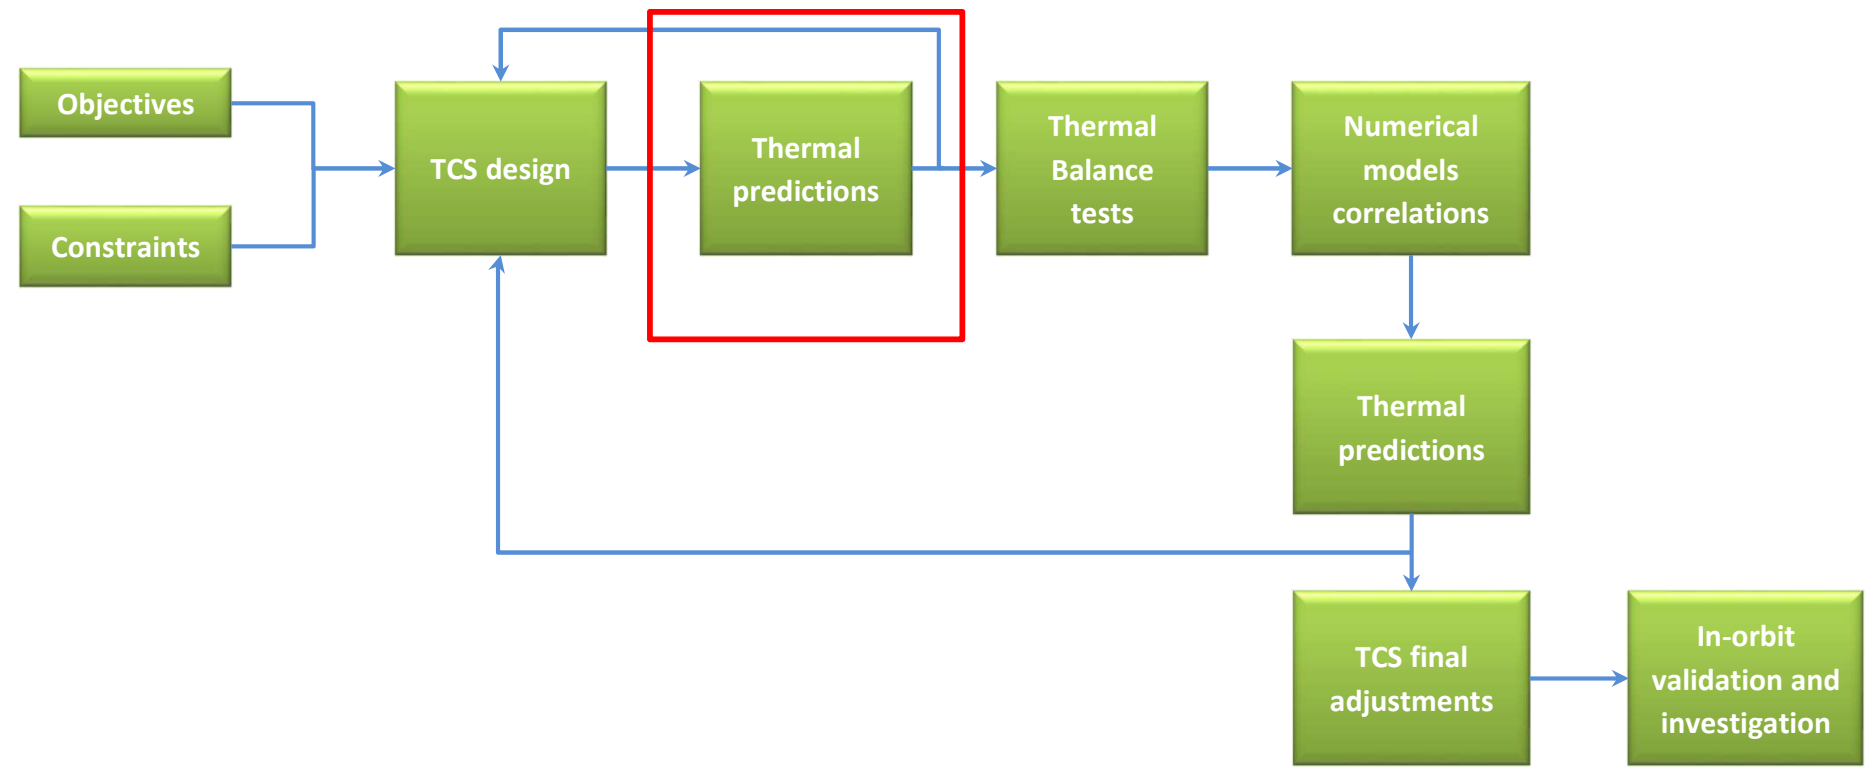 Objectives
Constraints
TCS design
Thermal
predictions
Thermal
Balance
tests
Numerical
models
correlations
Thermal
predictions
TCS final
adjustments
In-orbit
validation and
investigation